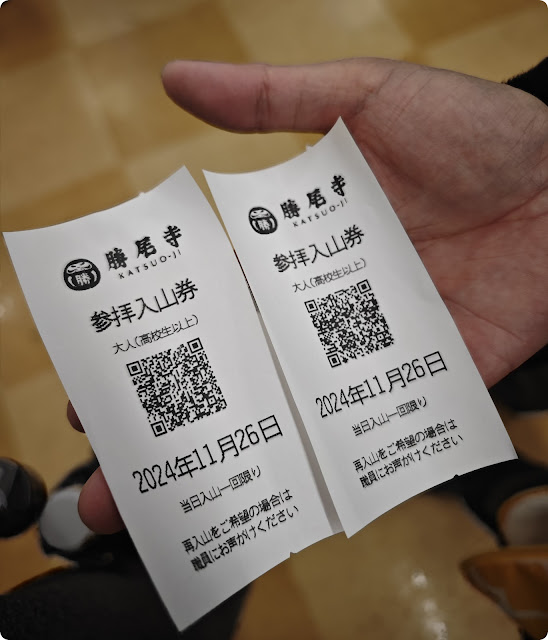 勝
勝尾寺
KATSUO-JI
参拝入山券
大人(高校生以上)
2024年11月26日
当日入山一回限り
再入山をご希望の場合は
職員にお声がけください
勝
勝尾寺
KATSUO-JI
参拝入山券
大人(高校生以上)
2024年11月26日
当日入山一回限り
再入山をご希望の場合は
職員にお声がけください